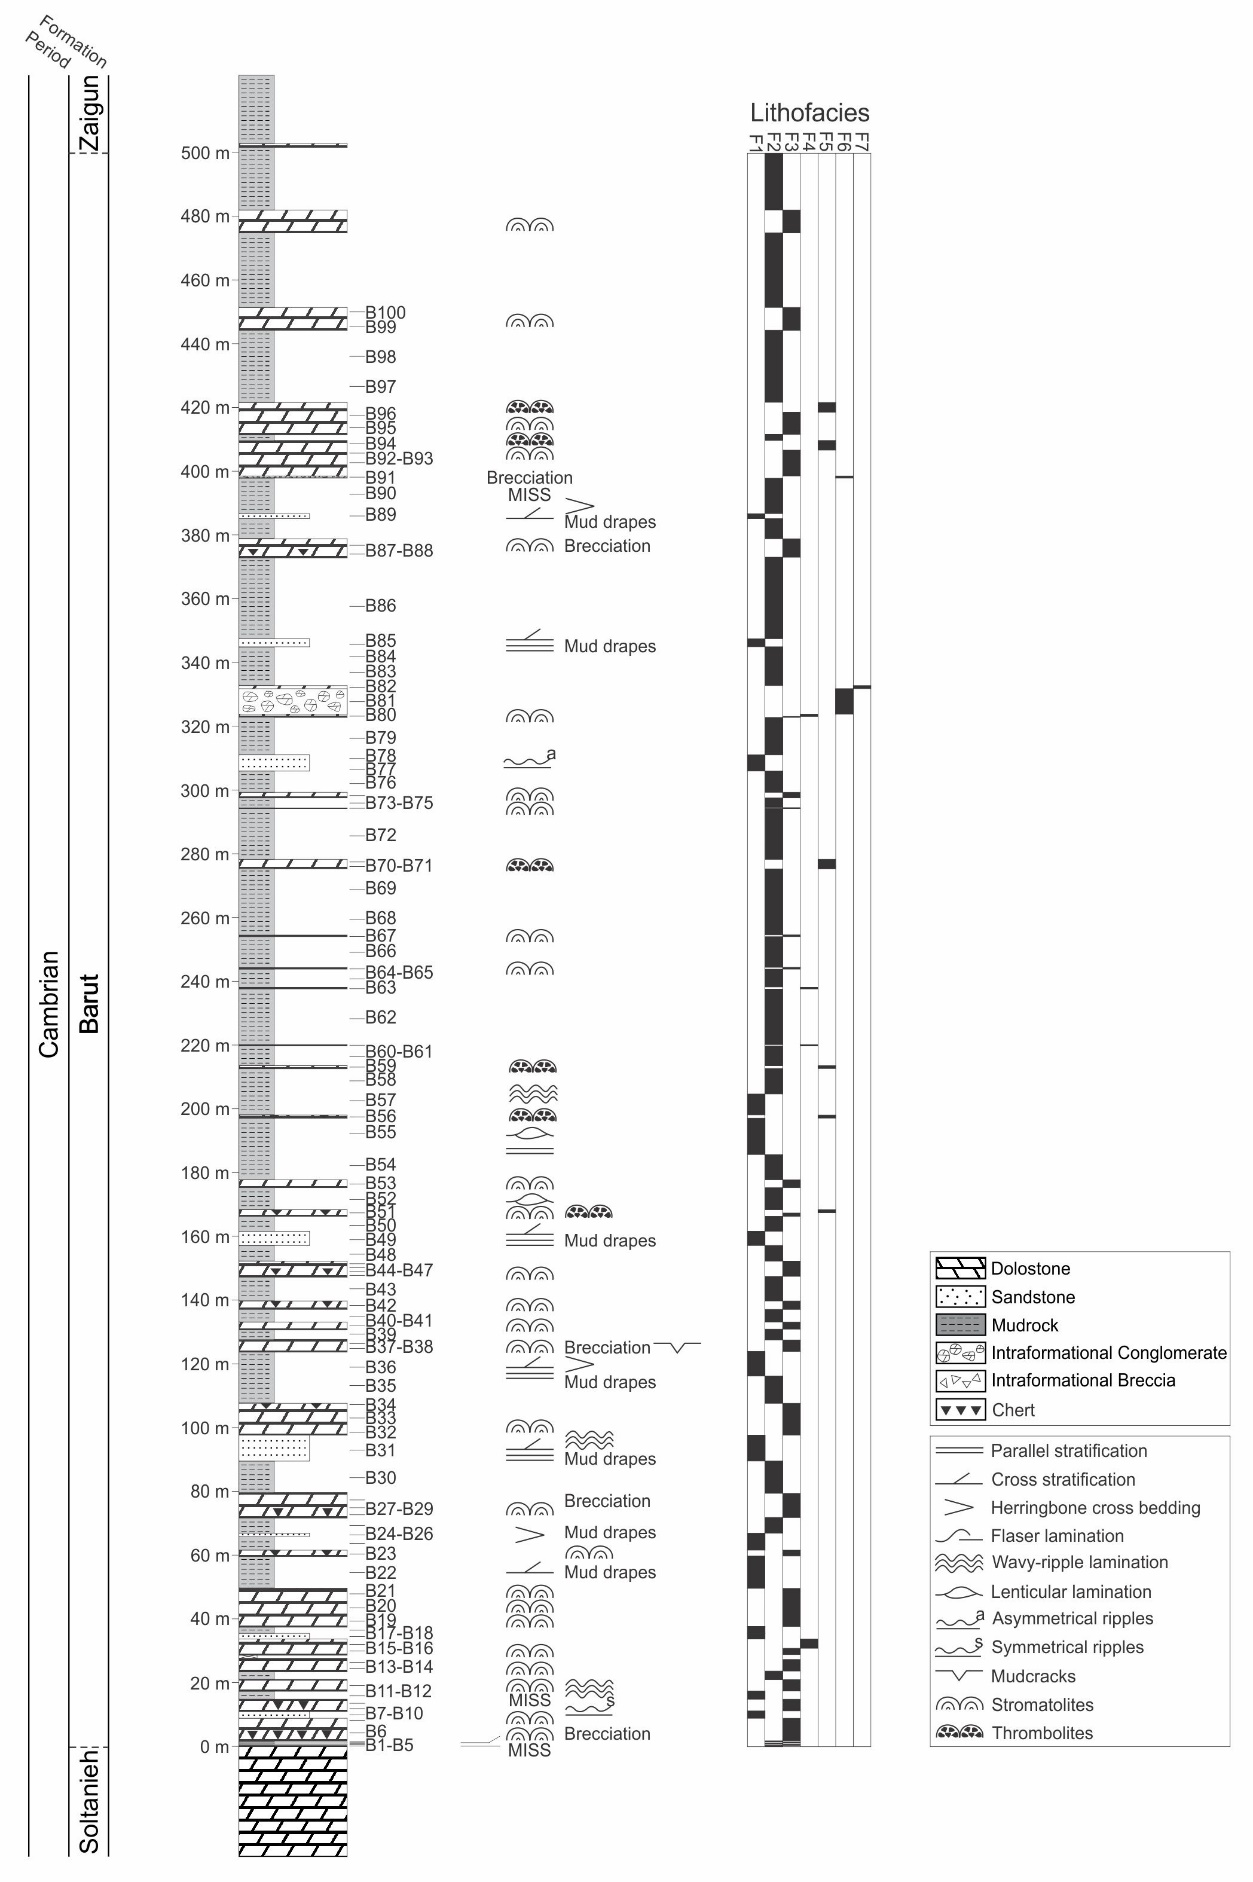 Formation
Period
Zaigun
Lithofacies
F1 F2 F3 F4 F5 F6 F7
500 m
480 m
460 m
B100
B99
440 m
B98
B97
420 m
B96
B95
B94
B92-B93
400 m
B91 Brecciation
B90 MISS
B89 Mud drapes
380 m
B87-B88 Brecciation
360 m
B86
B85 Mud drapes
B84
340 m
B83
B82
B81
B80
320 m
B79
B78 a
B77
B76
300 m
B73-B75
B72
280 m
B70-B71
B69
260 m
B68
B67
B66
B64-B65
240 m
B63
Cambrian
Barut
B62
220 m
B60-B61
B59
B58
B57
200 m
B56
B55
B54
180 m
B53
B52
B51
B50
160 m
B49 Mud drapes
B48
B44-B47
B43
140 m
B42
B40-B41
B39
B37-B38 Brecciation
120 m
B36
B35 Mud drapes
B34
B33
100 m
B32
B31 Mud drapes
B30
80 m
B27-B29 Brecciation
B24-B26 Mud drapes
60 m
B23
B22 Mud drapes
B21
B20
40 m
B19
B17-B18
B15-B16
B13-B14
20 m
B11-B12 MISS
s
B7-B10
B6 Brecciation
0 m
B1-B5 MISS
Soltanieh
Dolostone
Sandstone
Mudrock
Intraformational Conglomerate
Intraformational Breccia
Chert
Parallel stratification
Cross stratification
Herringbone cross bedding
Flaser lamination
Wavy-ripple lamination
Lenticular lamination
a Asymmetrical ripples
s Symmetrical ripples
Mudcracks
Stromatolites
Thrombolites